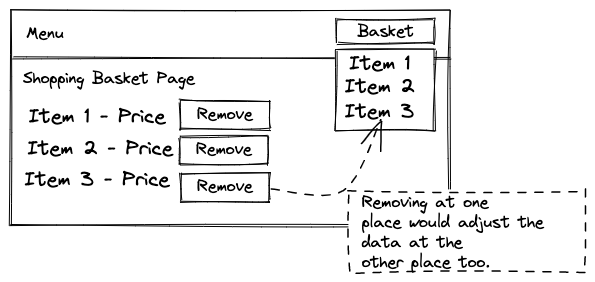 Menu
Basket
Item 1
Item 2
Item 3
Shopping Basket Page
Item 1 - Price Remove
Item 2 - Price Remove
Item 3 - Price Remove
Removing at one
place would adjust the
data at the
other place too.